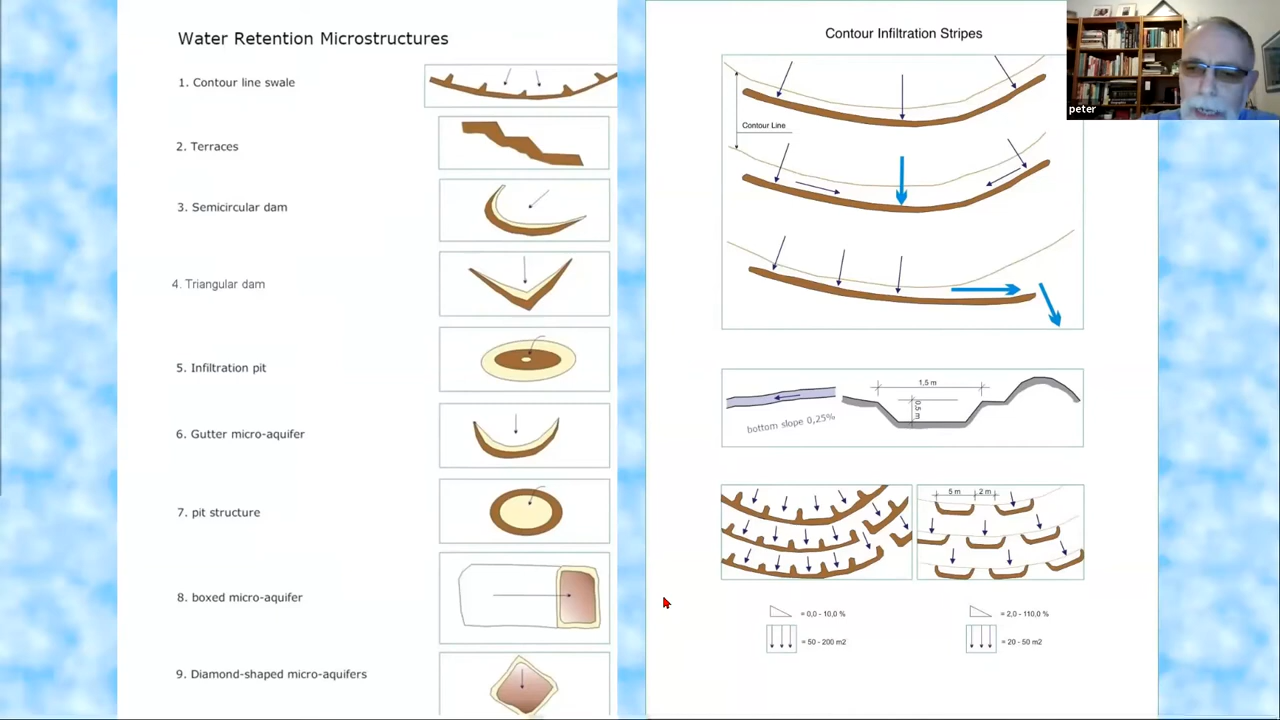 Water Retention Microstructures
1. Contour line swale
2. Terraces
3. Semicircular dam
4. Triangular dam
5. Infiltration pit
6. Gutter micro-aquifer
7. pit structure
8. boxed micro-aquifer
9. Diamond-shaped micro-aquifers
Contour Infiltration Stripes
Contour Line
1,5 m
0,5 m
bottom slope 0,25%
5 m
2 m
= 0,0 - 10,0 %
= 50 - 200 m2
= 2,0 - 110,0 %
= 20 - 50 m2
peter